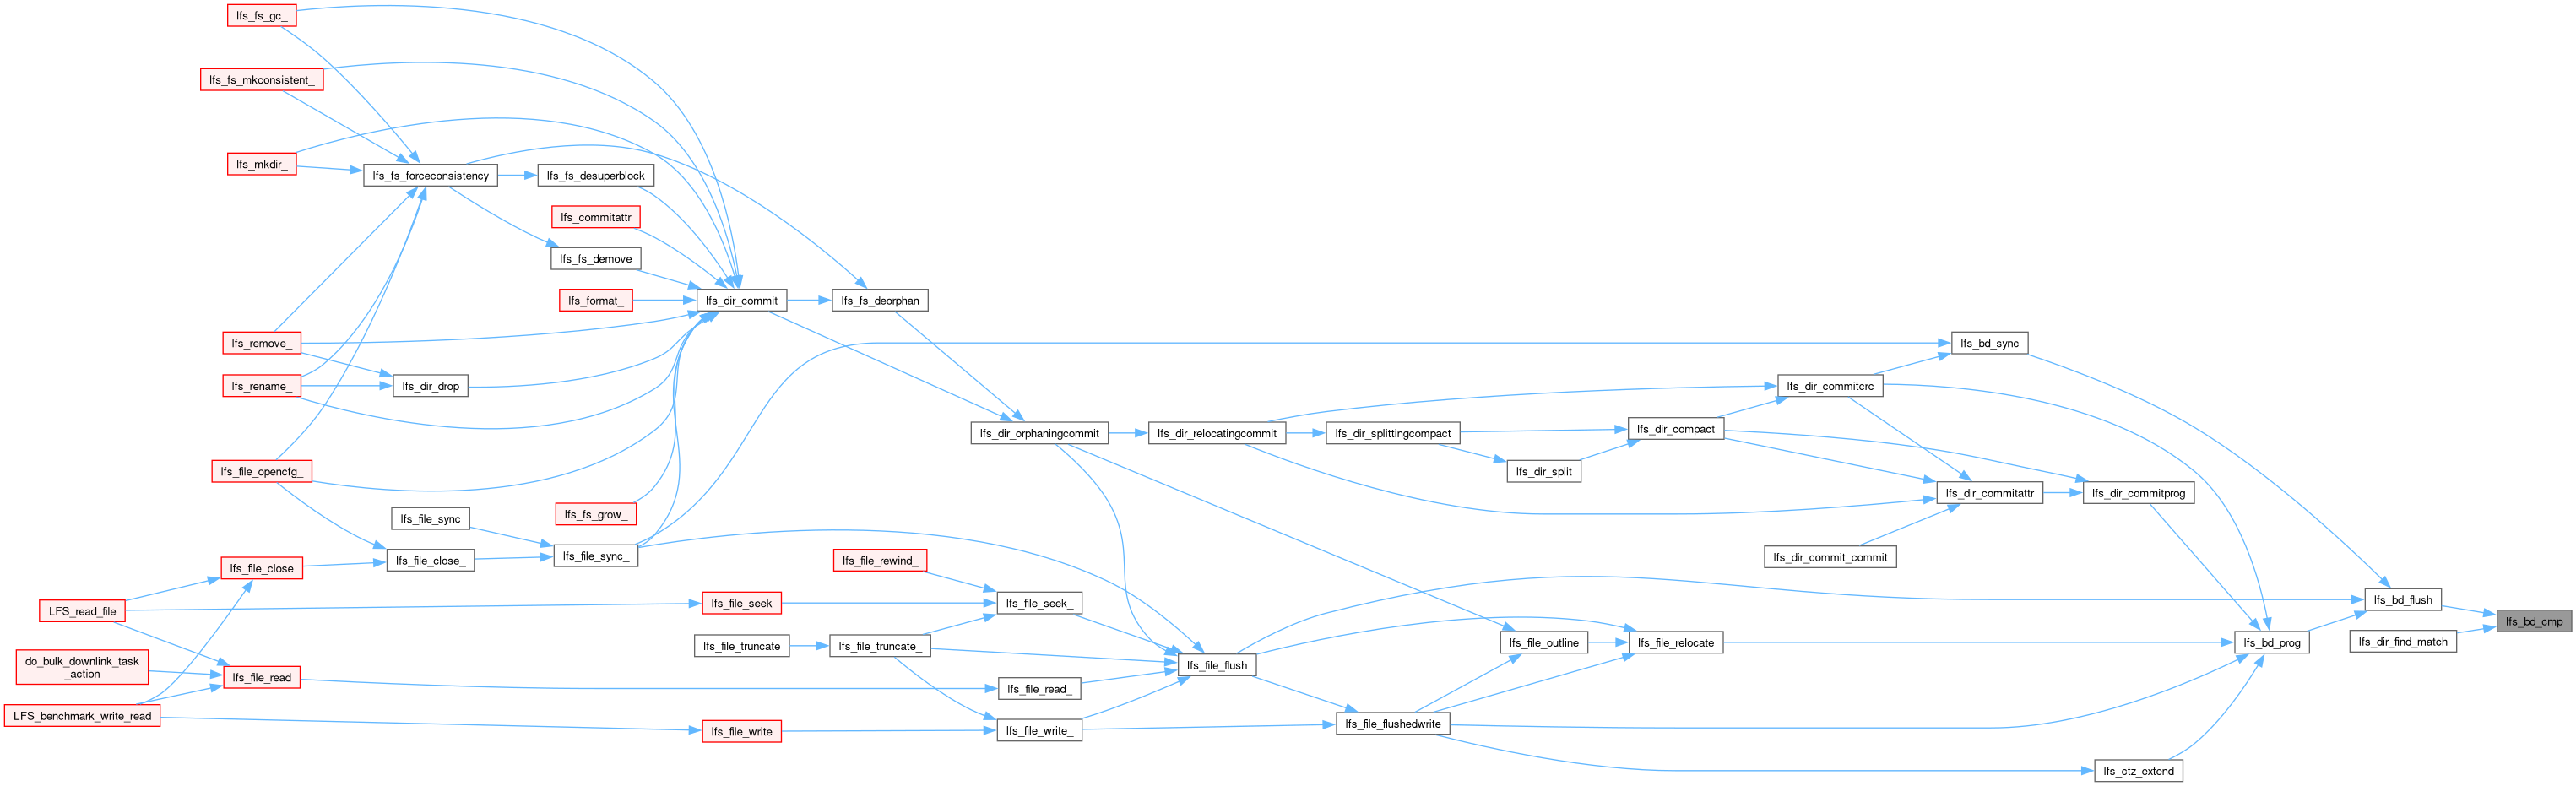 lfs_fs_gc_
lfs_fs_mkconsistent_
lfs_mkdir_
lfs_fs_forceconsistency
lfs_fs_desuperblock
lfs_commitattr
lfs_fs_demove
lfs_format_
lfs_dir_commit
lfs_fs_deorphan
lfs_remove_
lfs_bd_sync
lfs_rename_
lfs_dir_drop
lfs_dir_commitcrc
lfs_dir_orphaningcommit
lfs_dir_relocatingcommit
lfs_dir_splittingcompact
lfs_dir_compact
lfs_file_opencfg_
lfs_dir_split
lfs_dir_commitattr
lfs_dir_commitprog
lfs_fs_grow_
lfs_file_sync
lfs_file_sync_
lfs_file_close_
lfs_file_close
lfs_file_rewind_
lfs_dir_commit_commit
LFS_read_file
lfs_file_seek
lfs_file_seek_
lfs_bd_flush
lfs_bd_cmp
lfs_file_truncate
lfs_file_truncate_
lfs_file_outline
lfs_file_relocate
lfs_bd_prog
lfs_dir_find_match
do_bulk_downlink_task
_action
lfs_file_read
lfs_file_flush
lfs_file_read_
LFS_benchmark_write_read
lfs_file_write
lfs_file_write_
lfs_file_flushedwrite
lfs_ctz_extend